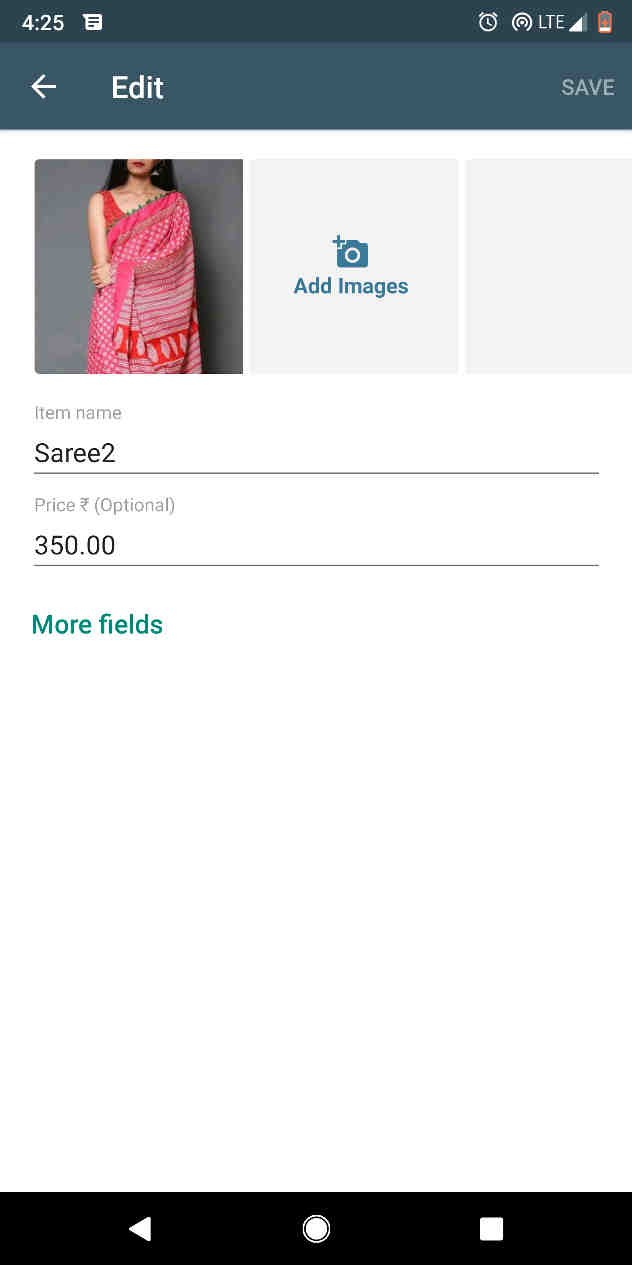 4:25
LTE
Edit
SAVE
Add Images
Item name
Saree2
Price ₹ (Optional)
350.00
More fields